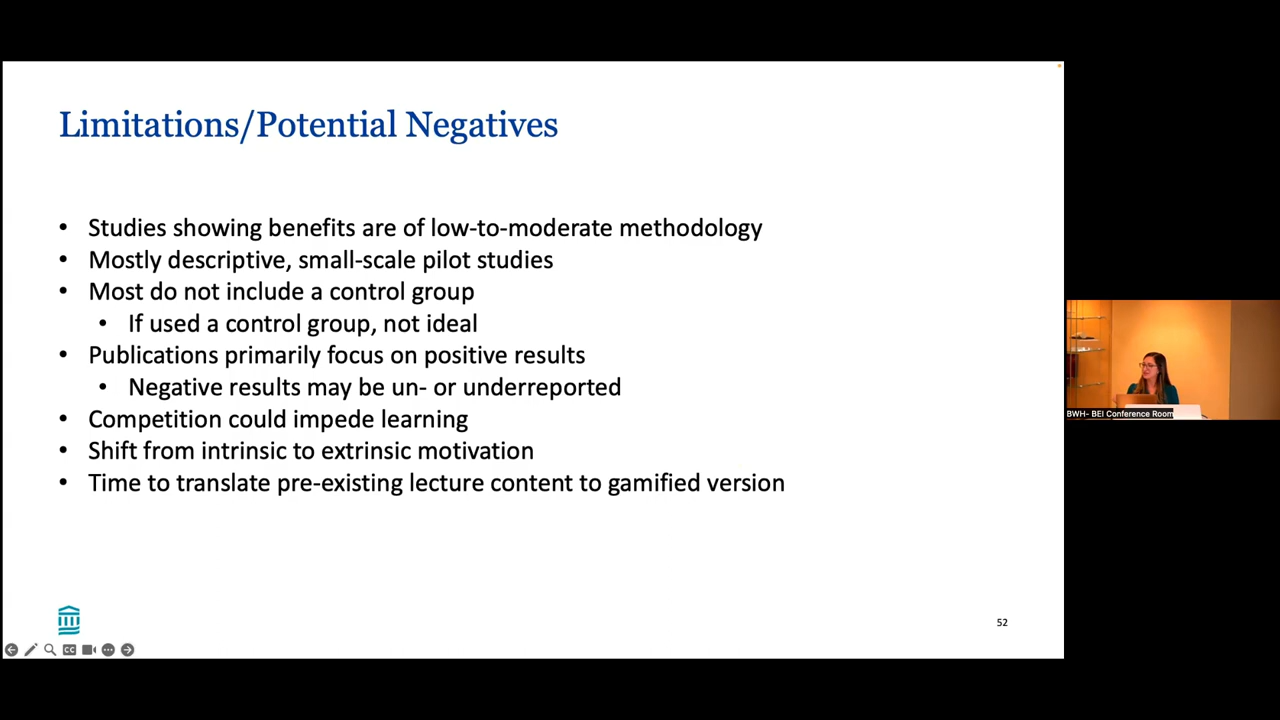 Limitations/Potential Negatives
• Studies showing benefits are of low-to-moderate methodology
• Mostly descriptive, small-scale pilot studies
• Most do not include a control group
• If used a control group, not ideal
• Publications primarily focus on positive results
• Negative results may be un- or underreported
• Competition could impede learning
• Shift from intrinsic to extrinsic motivation
• Time to translate pre-existing lecture content to gamified version
52
CC
BWH- BEI Conference Room